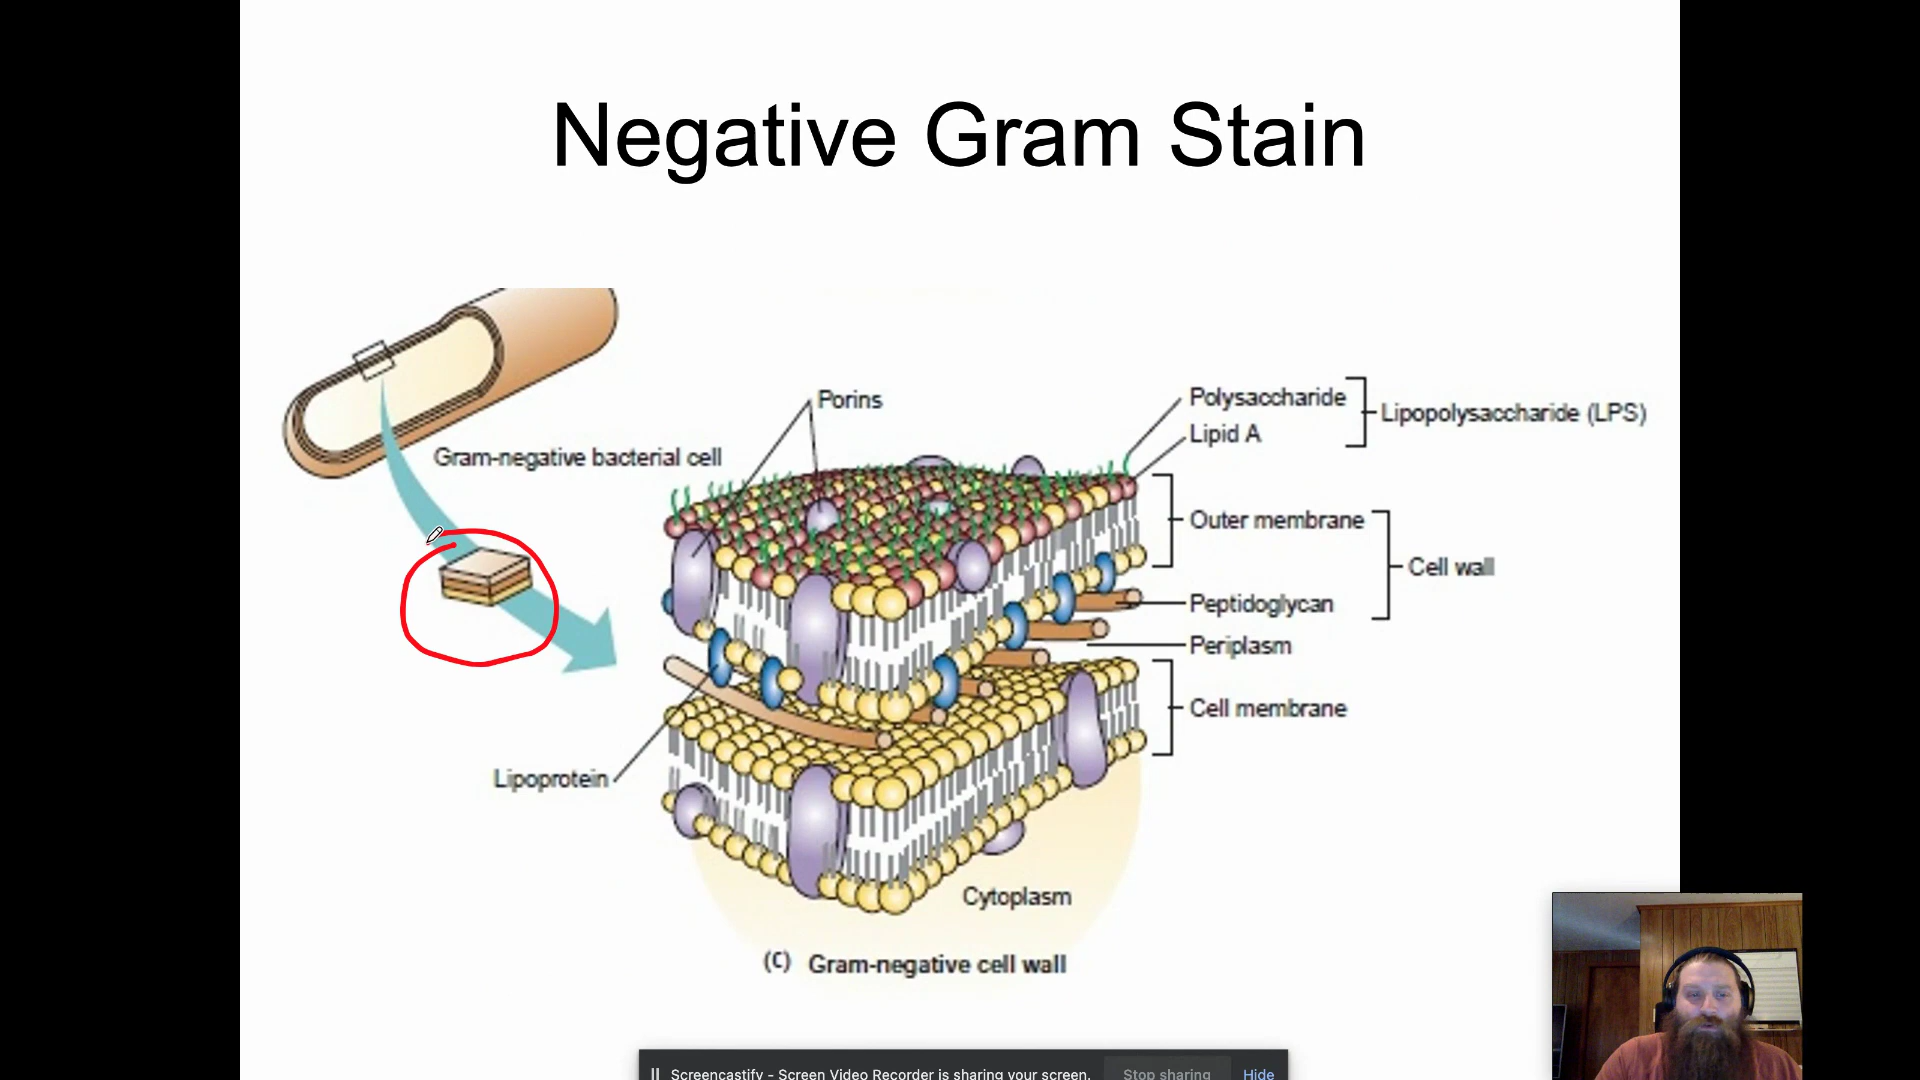 Negative Gram Stain
Porins
Polysaccharide
Lipopolysaccharide (LPS)
Lipid A
Gram-negative bacterial cell
Outer membrane
Cell wall
Peptidoglycan
Periplasm
Cell membrane
Lipoprotein
Cytoplasm
(C) Gram-negative cell wall
Screencastify - Screen Video Recorder is sharing your screen.
Stop sharing
Hide